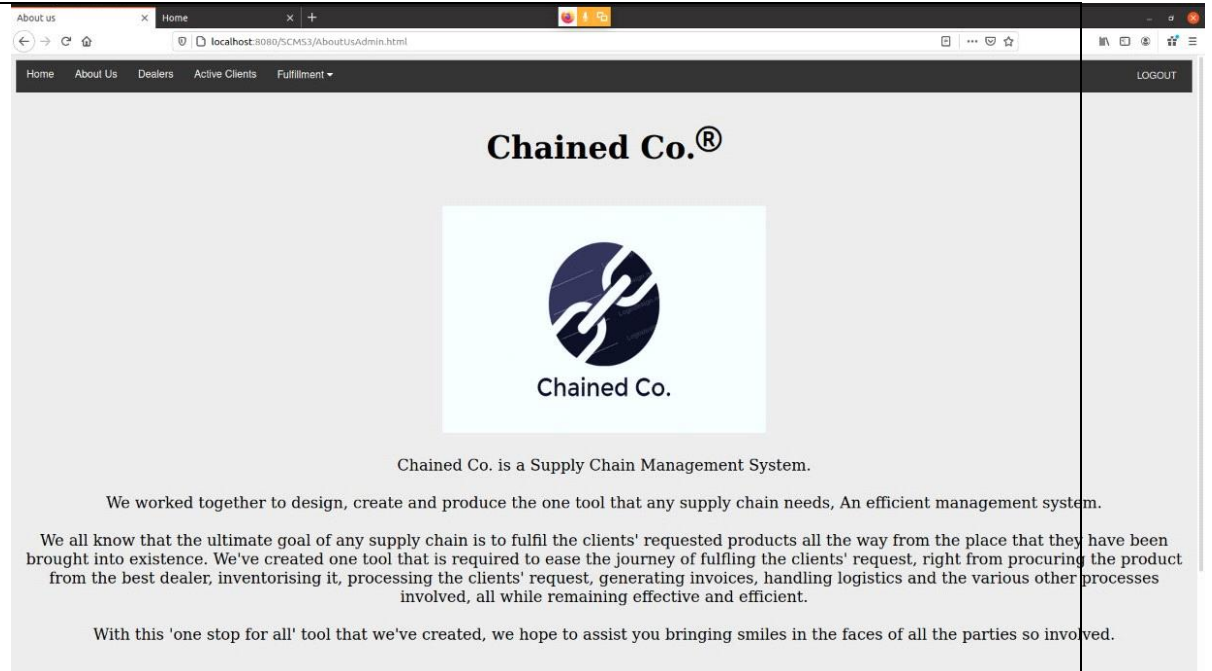 About us
Home
localhost:8080/SCMS3/AboutUsAdmin.html
Home About Us Dealers Active Clients Fulfillment LOGOUT
Chained Co.®
Chained Co.
Chained Co. is a Supply Chain Management System.
We worked together to design, create and produce the one tool that any supply chain needs, An efficient management system.
We all know that the ultimate goal of any supply chain is to fulfil the clients' requested products all the way from the place that they have been
brought into existence. We've created one tool that is required to ease the journey of fulfling the clients' request, right from procuring the product
from the best dealer, inventorising it, processing the clients' request, generating invoices, handling logistics and the various other processes
involved, all while remaining effective and efficient.
With this 'one stop for all' tool that we've created, we hope to assist you bringing smiles in the faces of all the parties so involved.